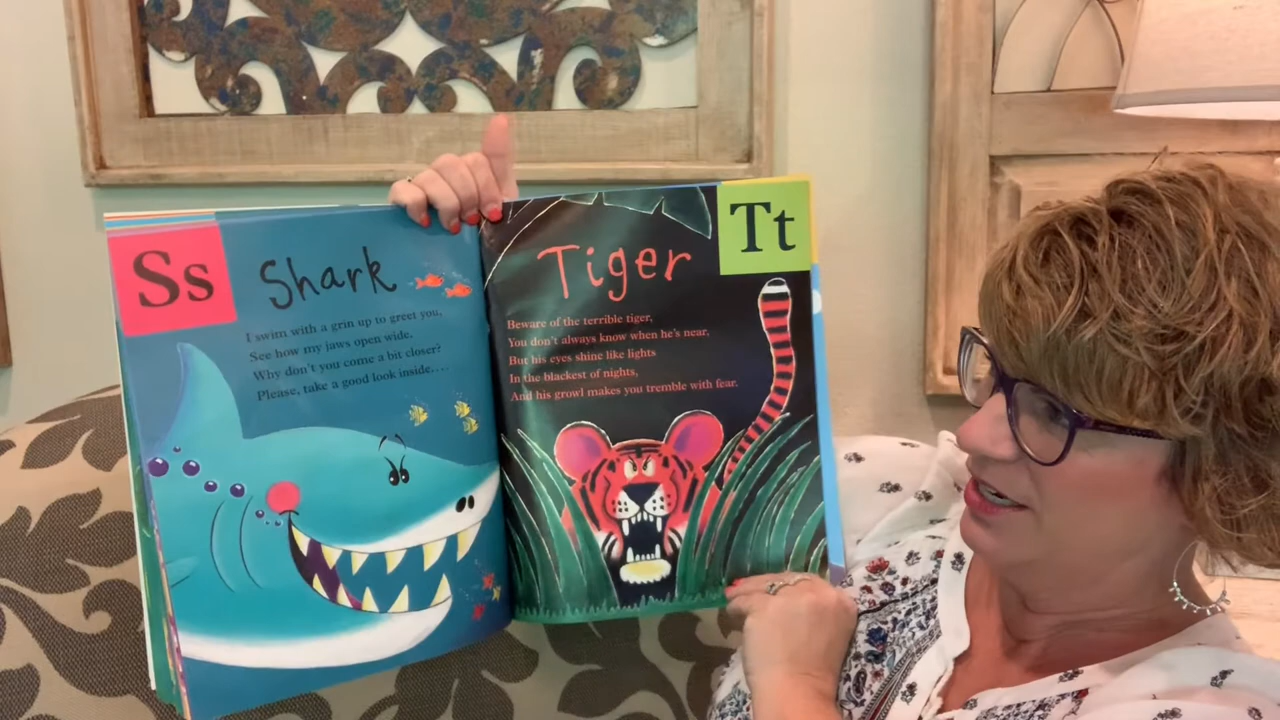 Ss
Shark
I swim with a grin up to greet you,
See how my jaws open wide.
Why don't you come a bit closer?
Please, take a good look inside....
Tt
Tiger
Beware of the terrible tiger,
You don't always know when he's near,
But his eyes shine like lights
In the blackest of nights,
And his growl makes you tremble with fear.